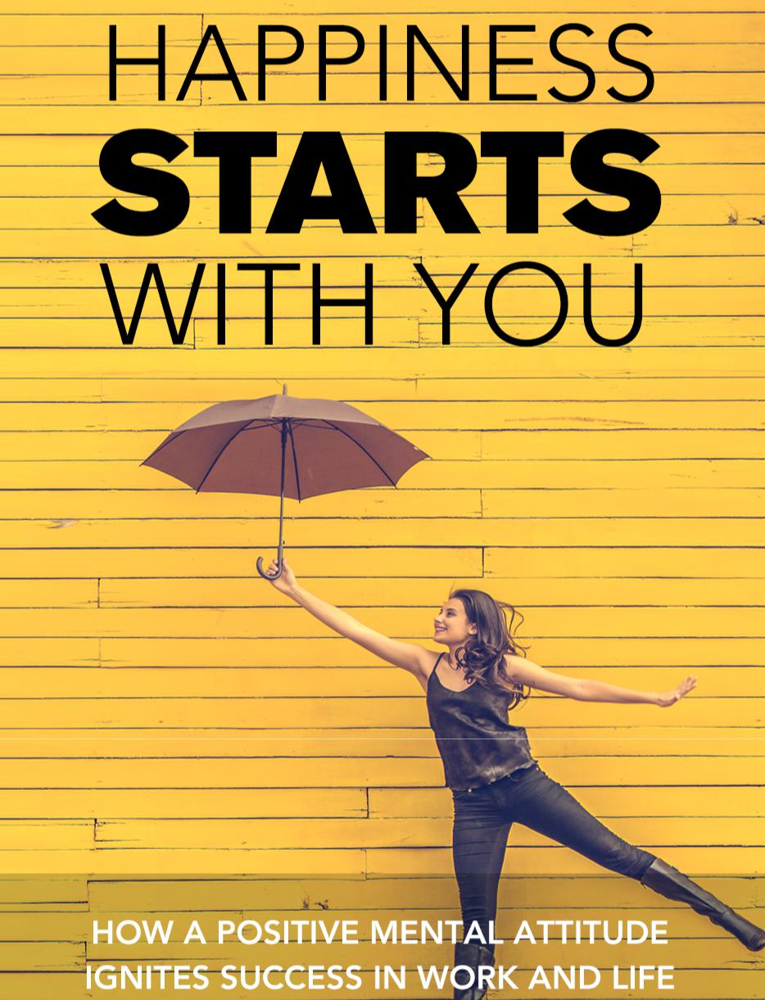 HAPPINESS
STARTS
WITH YOU
HOW A POSITIVE MENTAL ATTITUDE
IGNITES SUCCESS IN WORK AND LIFE